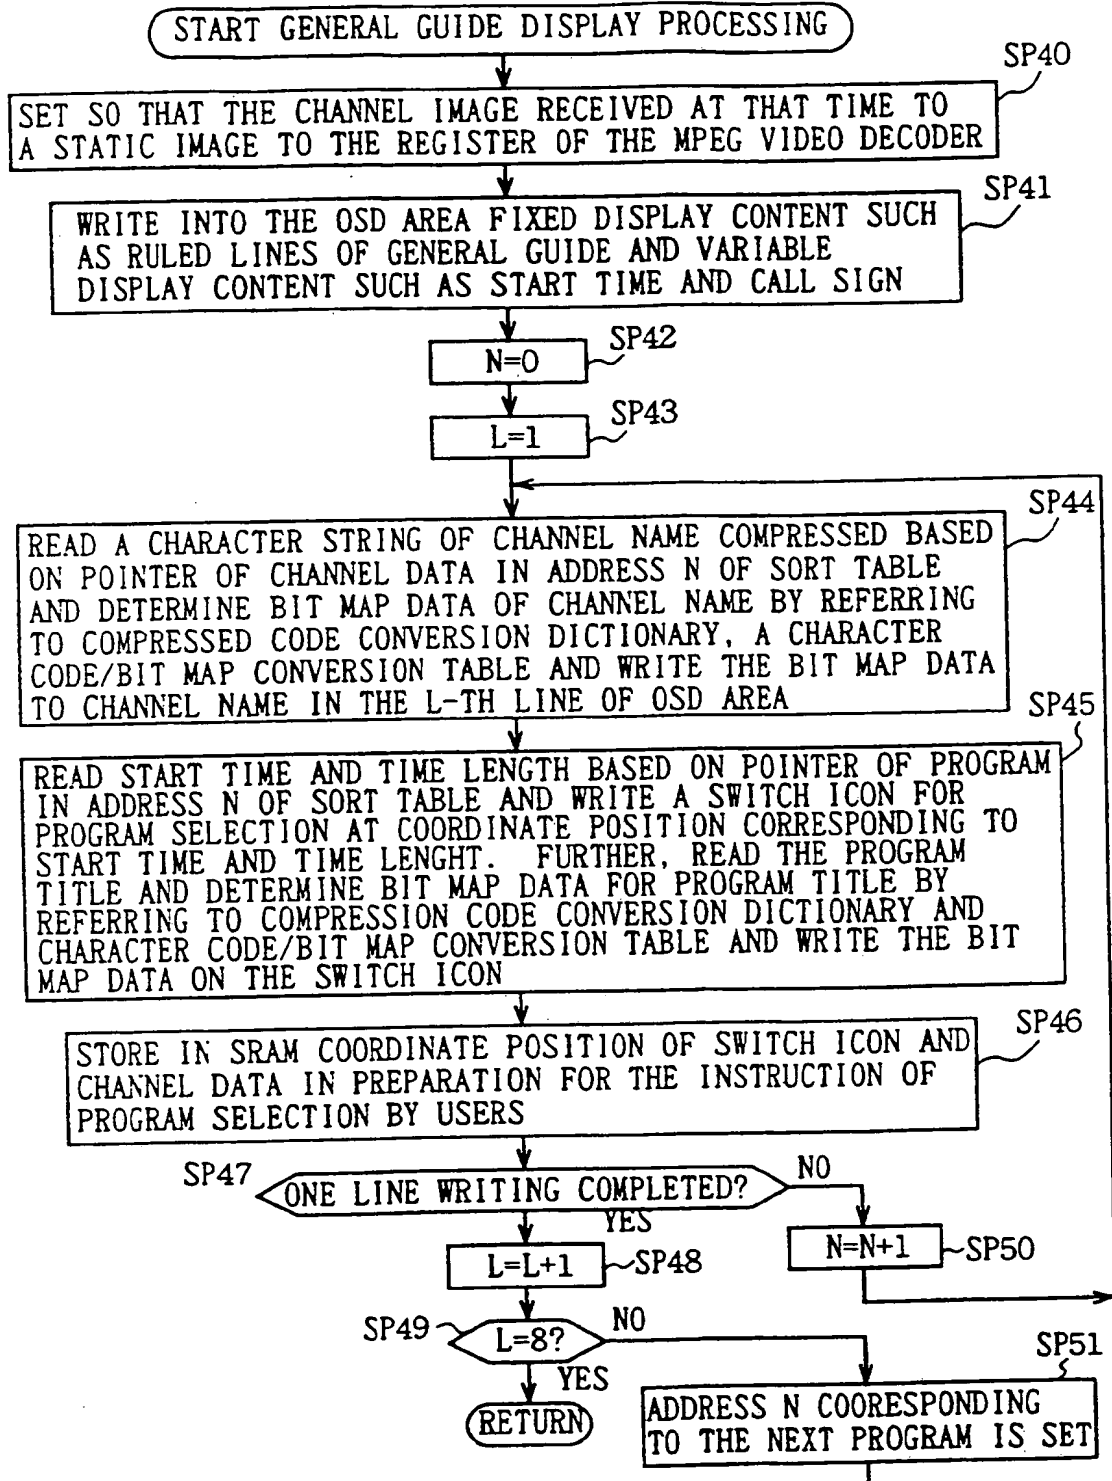 START GENERAL GUIDE DISPLAY PROCESSING
SP40
SET SO THAT THE CHANNEL IMAGE RECEIVED AT THAT TIME TO
A STATIC IMAGE TO THE REGISTER OF THE MPEG VIDEO DECODER
SP41
WRITE INTO THE OSD AREA FIXED DISPLAY CONTENT SUCH
AS RULED LINES OF GENERAL GUIDE AND VARIABLE
DISPLAY CONTENT SUCH AS START TIME AND CALL SIGN
SP42
N=0
SP43
L=1
SP44
READ A CHARACTER STRING OF CHANNEL NAME COMPRESSED BASED
ON POINTER OF CHANNEL DATA IN ADDRESS N OF SORT TABLE
AND DETERMINE BIT MAP DATA OF CHANNEL NAME BY REFERRING
TO COMPRESSED CODE CONVERSION DICTIONARY, A CHARACTER
CODE/BIT MAP CONVERSION TABLE AND WRITE THE BIT MAP DATA
TO CHANNEL NAME IN THE L-TH LINE OF OSD AREA
SP45
READ START TIME AND TIME LENGTH BASED ON POINTER OF PROGRAM
IN ADDRESS N OF SORT TABLE AND WRITE A SWITCH ICON FOR
PROGRAM SELECTION AT COORDINATE POSITION CORRESPONDING TO
START TIME AND TIME LENGHT. FURTHER, READ THE PROGRAM
TITLE AND DETERMINE BIT MAP DATA FOR PROGRAM TITLE BY
REFERRING TO COMPRESSION CODE CONVERSION DICTIONARY AND
CHARACTER CODE/BIT MAP CONVERSION TABLE AND WRITE THE BIT
MAP DATA ON THE SWITCH ICON
SP46
STORE IN SRAM COORDINATE POSITION OF SWITCH ICON AND
CHANNEL DATA IN PREPARATION FOR THE INSTRUCTION OF
PROGRAM SELECTION BY USERS
SP47
ONE LINE WRITING COMPLETED?
NO
YES
N=N+1
SP50
L=L+1
SP48
SP49
L=8?
NO
YES
SP51
RETURN
ADDRESS N COORESPONDING
TO THE NEXT PROGRAM IS SET